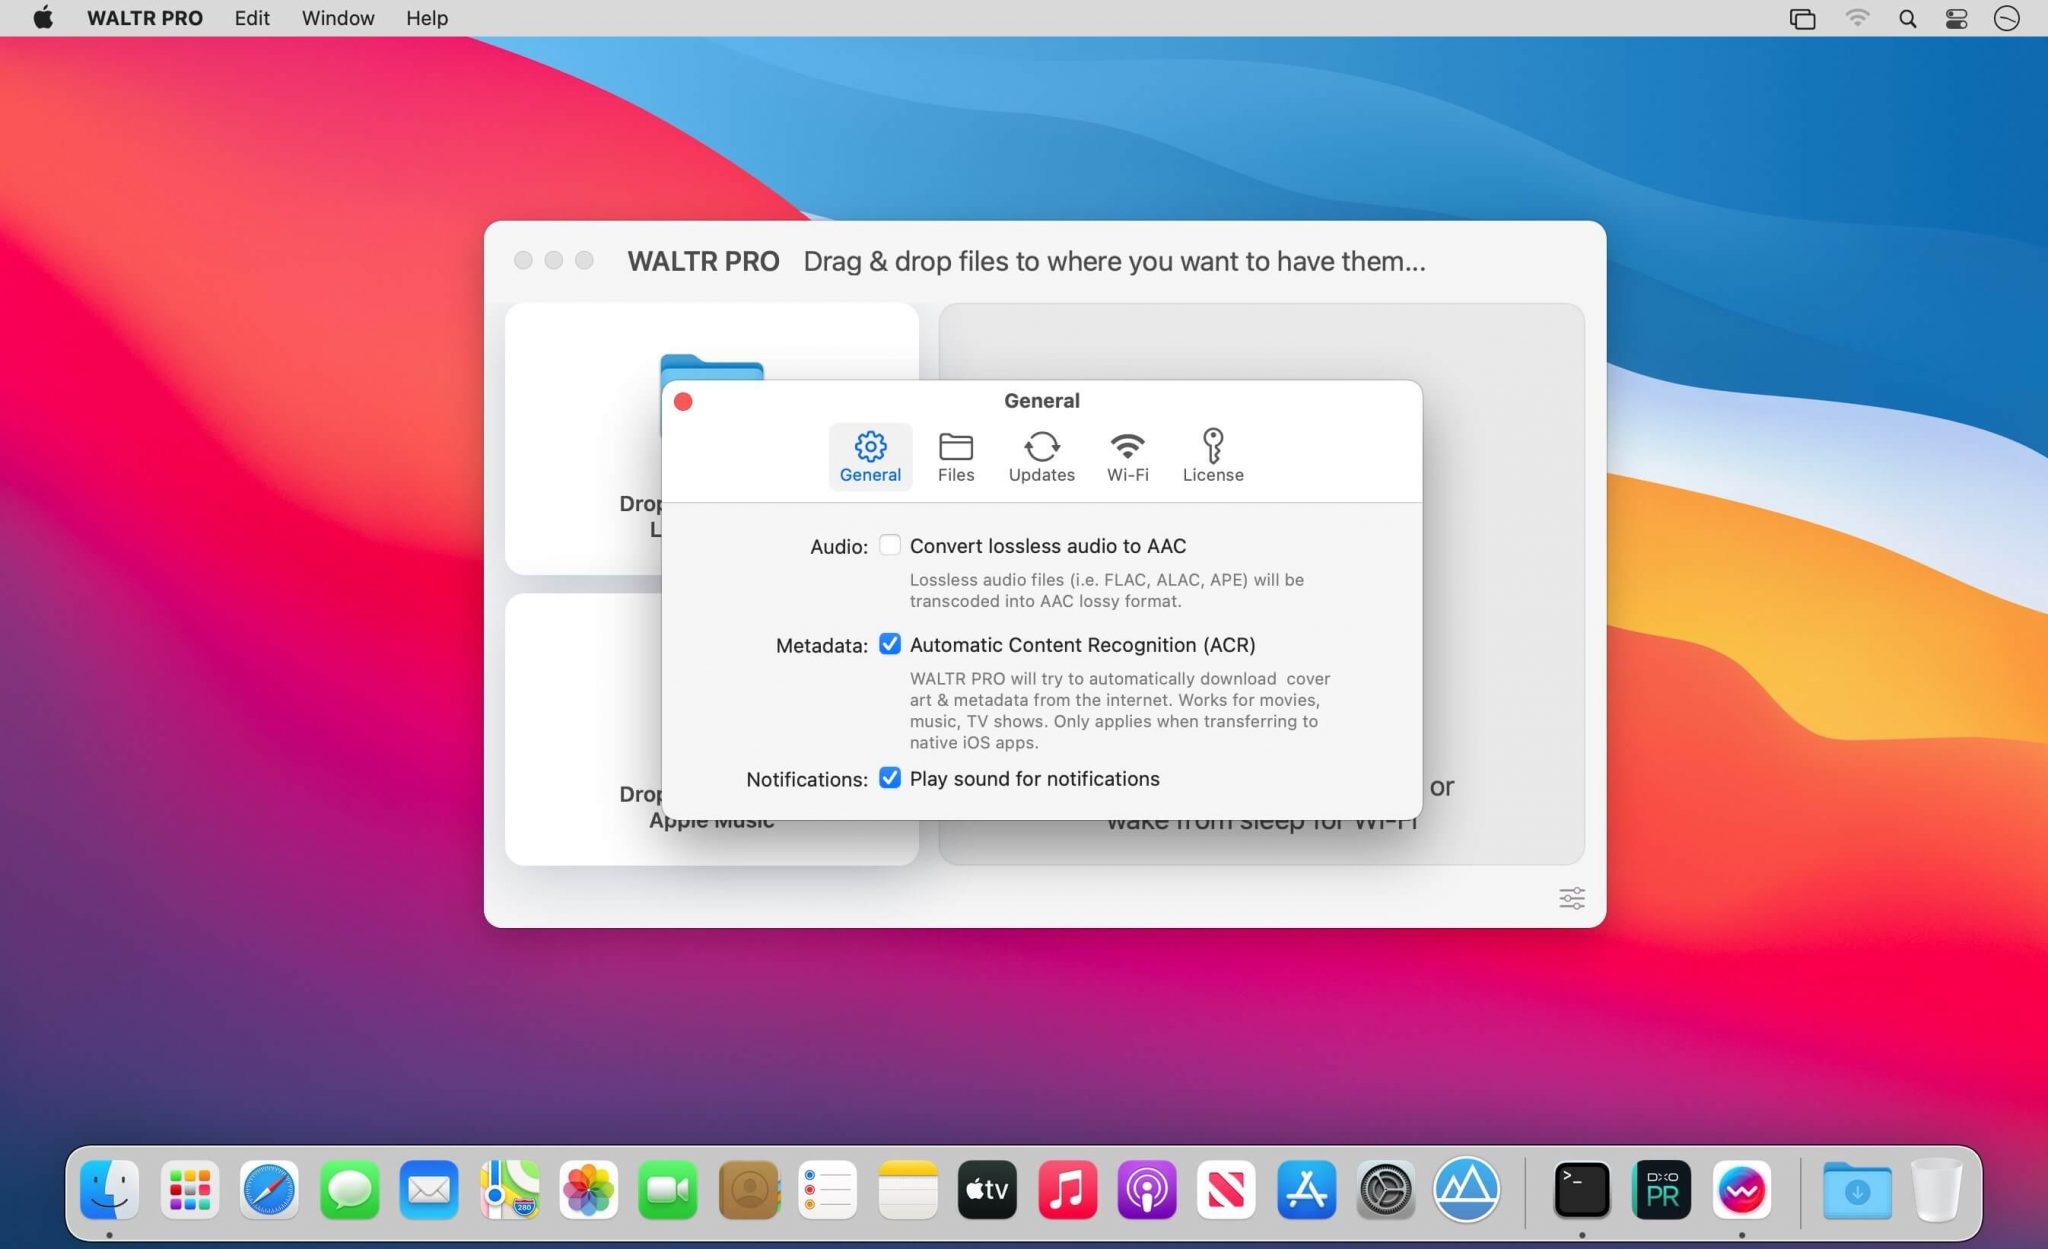 WALTR PRO Edit Window Help
WALTR PRO Drag & drop files to where you want to have them...
General
General Files Updates Wi-Fi License
Audio: Convert lossless audio to AAC
Lossless audio files (i.e. FLAC, ALAC, APE) will be
transcoded into AAC lossy format.
Metadata: Automatic Content Recognition (ACR)
WALTR PRO will try to automatically download cover
art & metadata from the internet. Works for movies,
music, TV shows. Only applies when transferring to
native iOS apps.
Notifications: Play sound for notifications
Drop
Drop
Apple Music
or
wake from sleep for Wi-Fi
280
tv
>_
DXO
PR